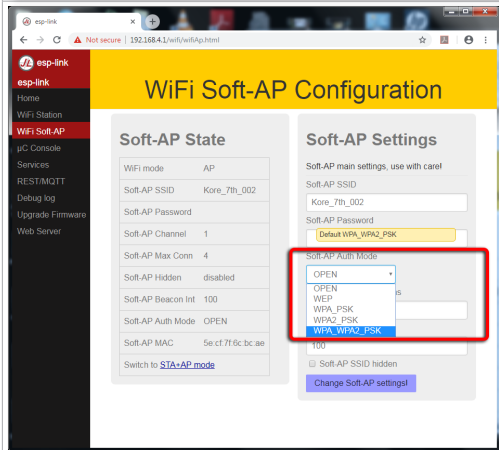 esp-link
Not secure | 192.168.4.1/wifi/wifiAp.html
esp-link
esp-link
Home
WiFi Station
WiFi Soft-AP
µC Console
Services
REST/MQTT
Debug log
Upgrade Firmware
Web Server
WiFi Soft-AP Configuration
Soft-AP State
WiFi mode AP
Soft-AP SSID Kore_7th_002
Soft-AP Password
Soft-AP Channel 1
Soft-AP Max Conn 4
Soft-AP Hidden disabled
Soft-AP Beacon Int 100
Soft-AP Auth Mode OPEN
Soft-AP MAC 5e:cf:7f:6c:bc:ae
Switch to STA+AP mode
Soft-AP Settings
Soft-AP main settings, use with care!
Soft-AP SSID
Kore_7th_002
Soft-AP Password
Default WPA_WPA2_PSK
Soft-AP Auth Mode
OPEN
OPEN
WEP
WPA_PSK
WPA2_PSK
WPA_WPA2_PSK
100
Soft-AP SSID hidden
Change Soft-AP settings!